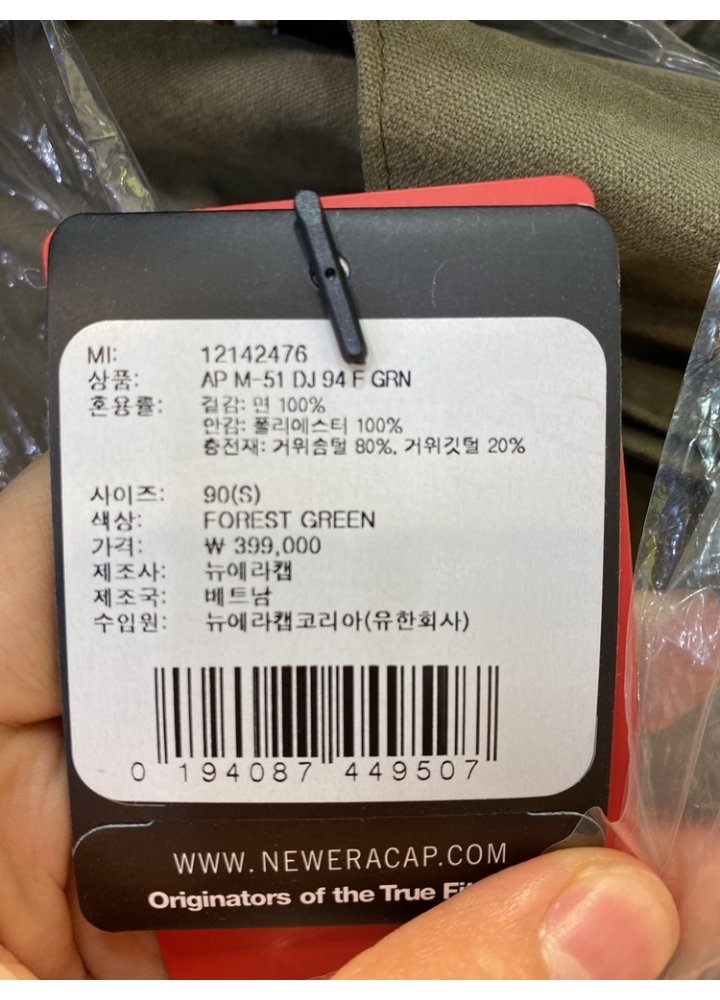 MI: 12142476
상품: AP M-51 DJ 94 F GRN
혼용률: 겉감: 면 100%
안감: 폴리에스터 100%
충전재: 거위솜털 80%, 거위깃털 20%
사이즈: 90(S)
색상: FOREST GREEN
가격: ₩ 399,000
제조사: 뉴에라캡
제조국: 베트남
수입원: 뉴에라캡코리아(유한회사)
0 194087 449507
WWW.NEWERACAP.COM
Originators of the True